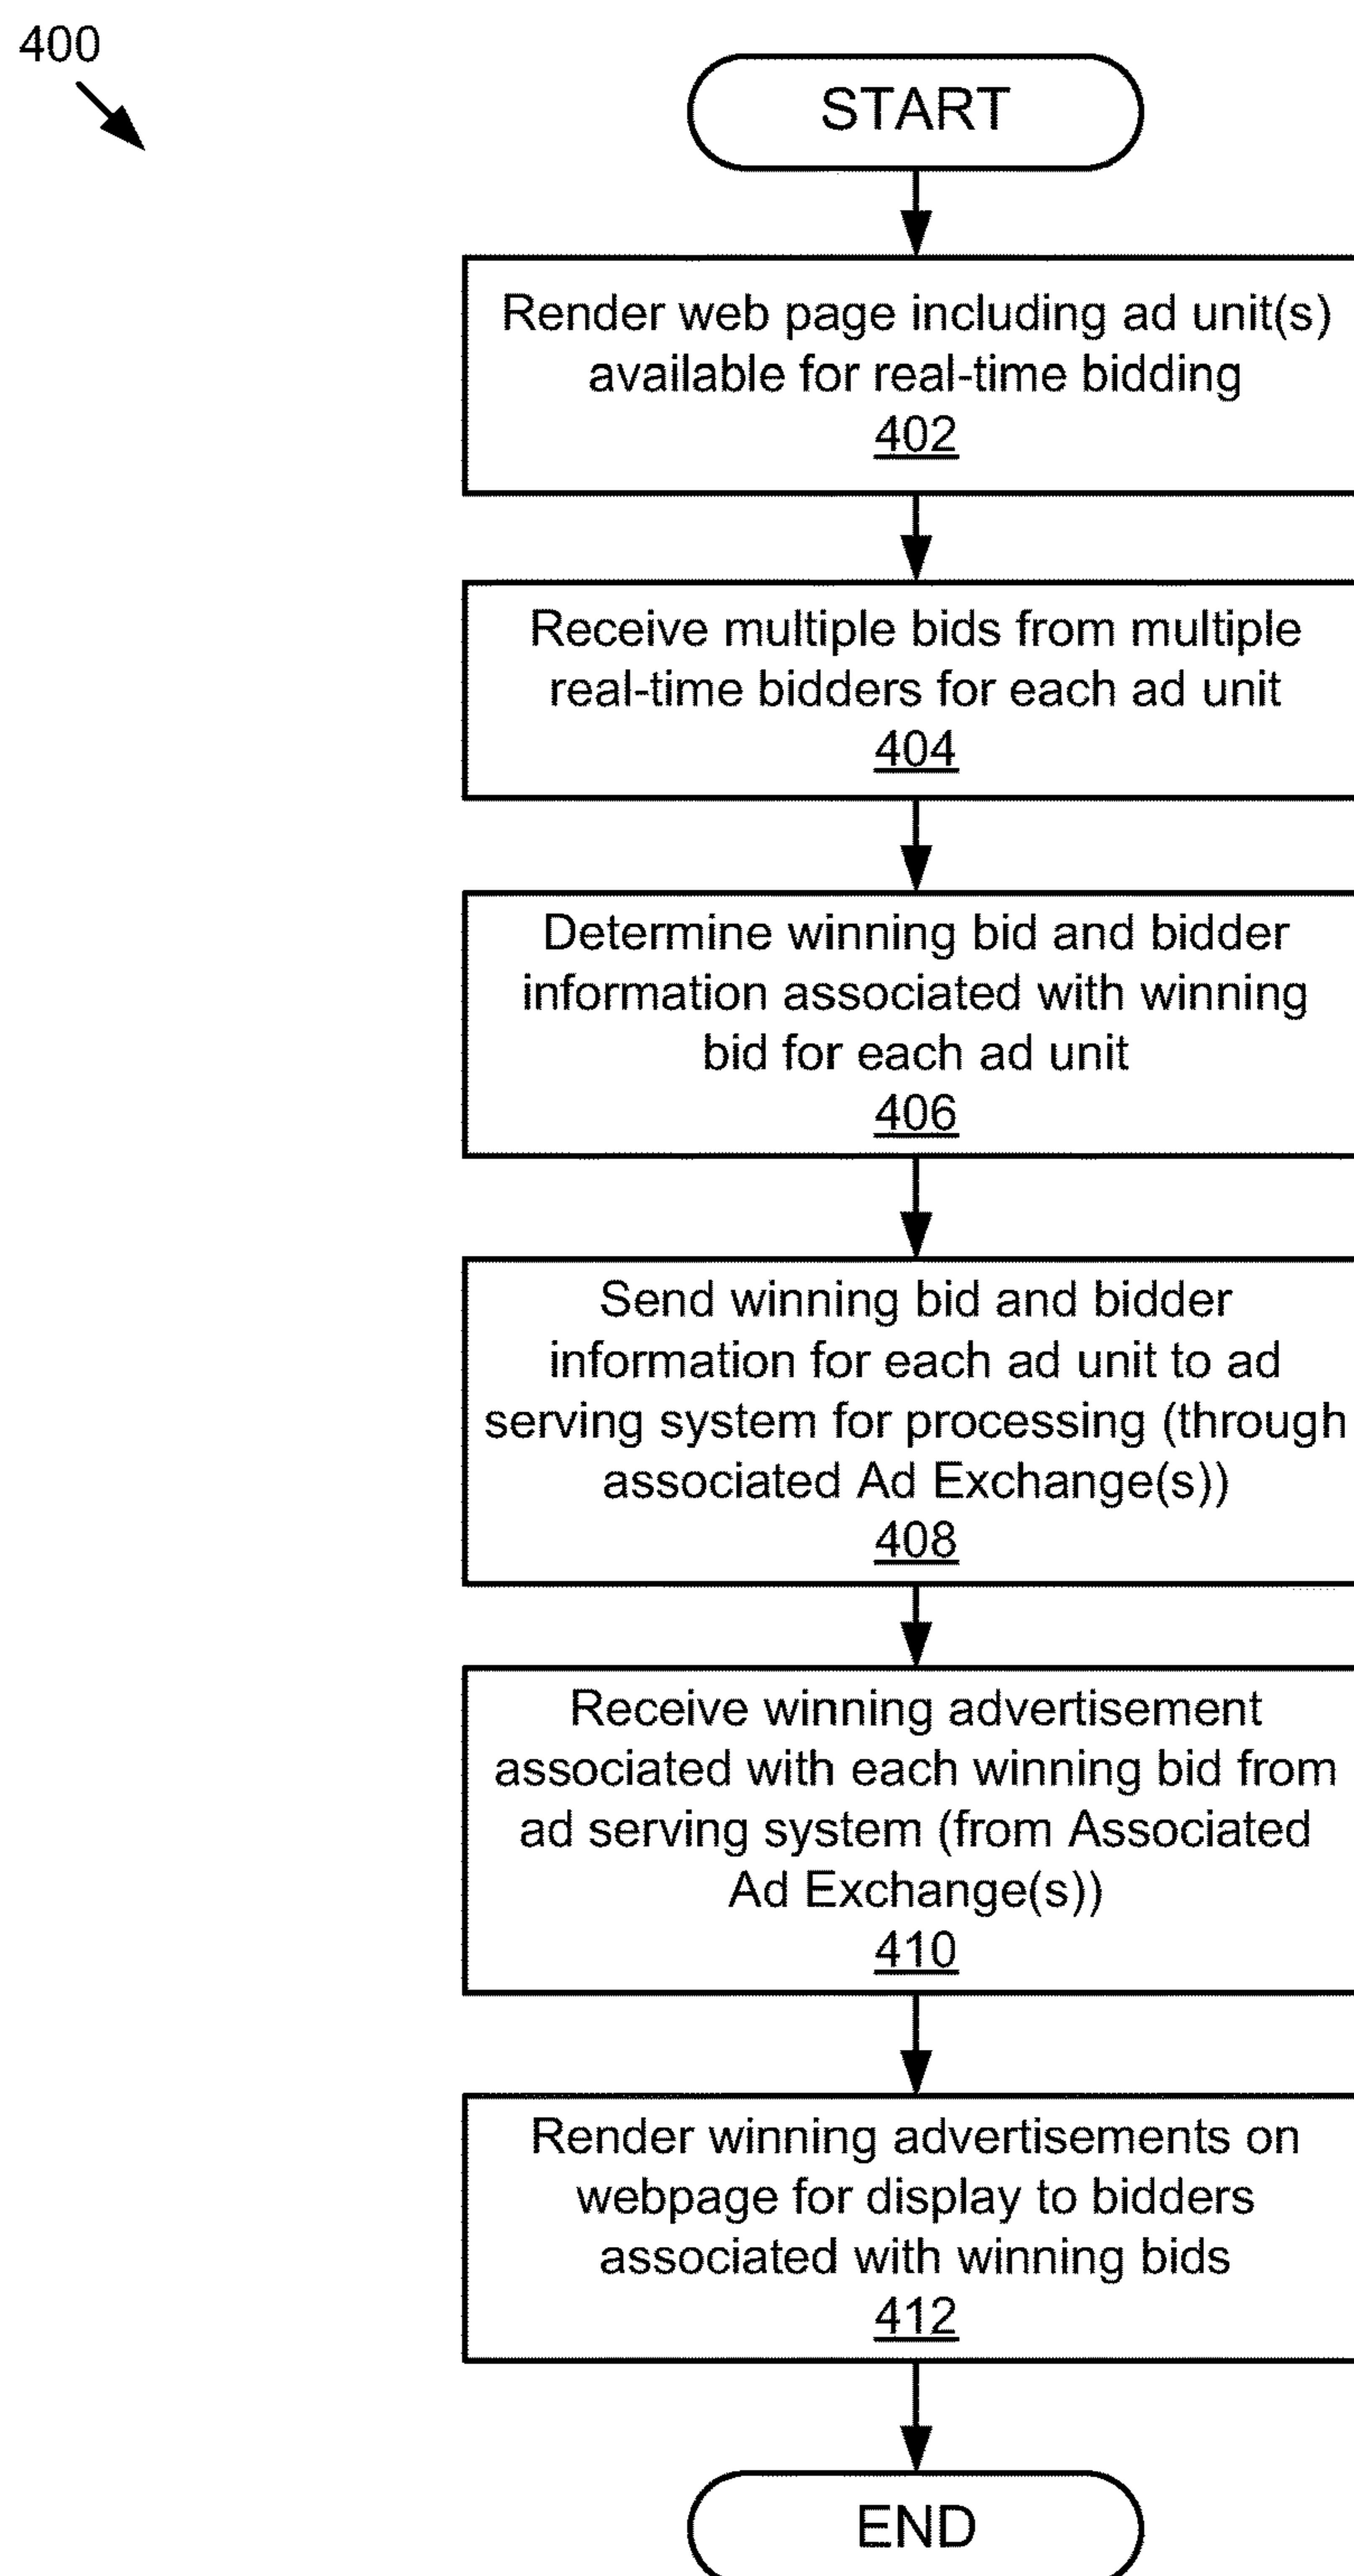 400
START
Render web page including ad unit(s)
available for real-time bidding
402
Receive multiple bids from multiple
real-time bidders for each ad unit
404
Determine winning bid and bidder
information associated with winning
bid for each ad unit
406
Send winning bid and bidder
information for each ad unit to ad
serving system for processing (through
associated Ad Exchange(s))
408
Receive winning advertisement
associated with each winning bid from
ad serving system (from Associated
Ad Exchange(s))
410
Render winning advertisements on
webpage for display to bidders
associated with winning bids
412
END